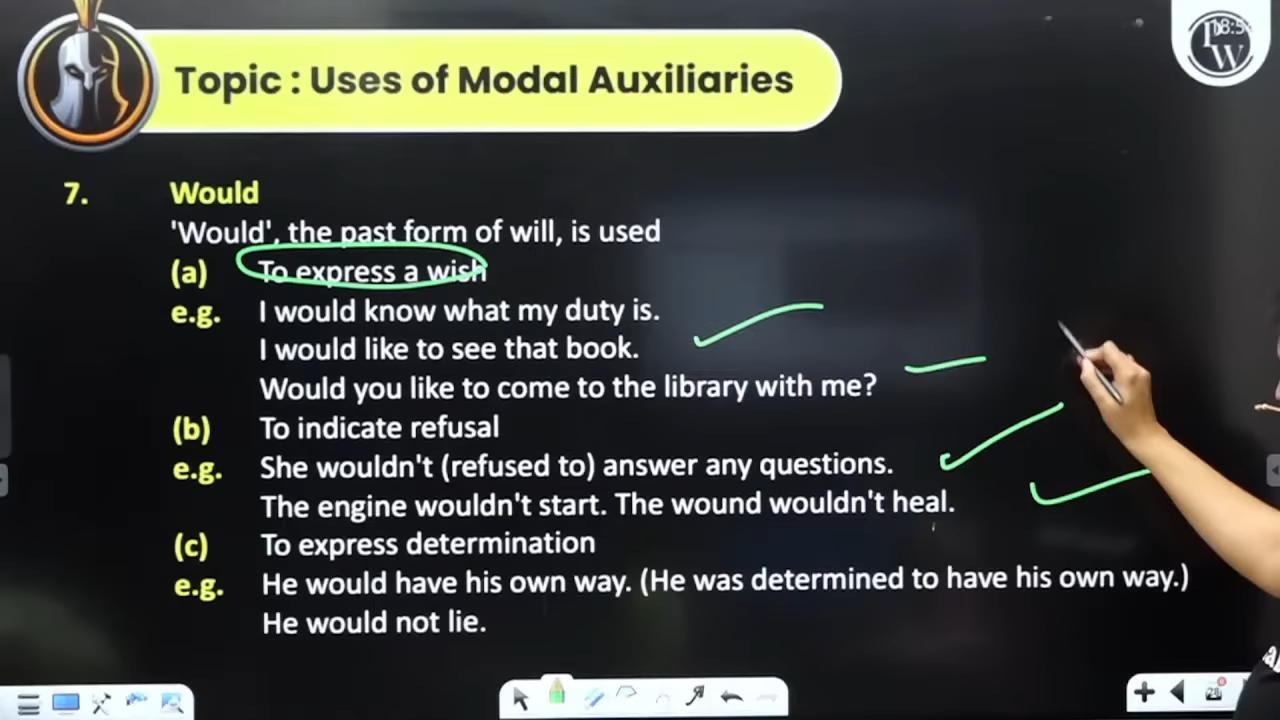 Topic : Uses of Modal Auxiliaries
18:5
PW
7. Would
'Would', the past form of will, is used
(a) To express a wish
e.g. I would know what my duty is.
I would like to see that book.
Would you like to come to the library with me?
(b) To indicate refusal
e.g. She wouldn't (refused to) answer any questions.
The engine wouldn't start. The wound wouldn't heal.
(c) To express determination
e.g. He would have his own way. (He was determined to have his own way.)
He would not lie.